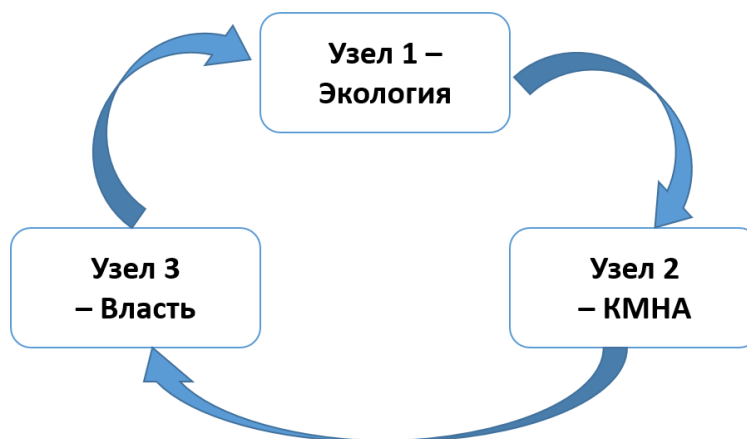 Узел 1 –
Экология
Узел 3
– Власть
Узел 2
– КМНА